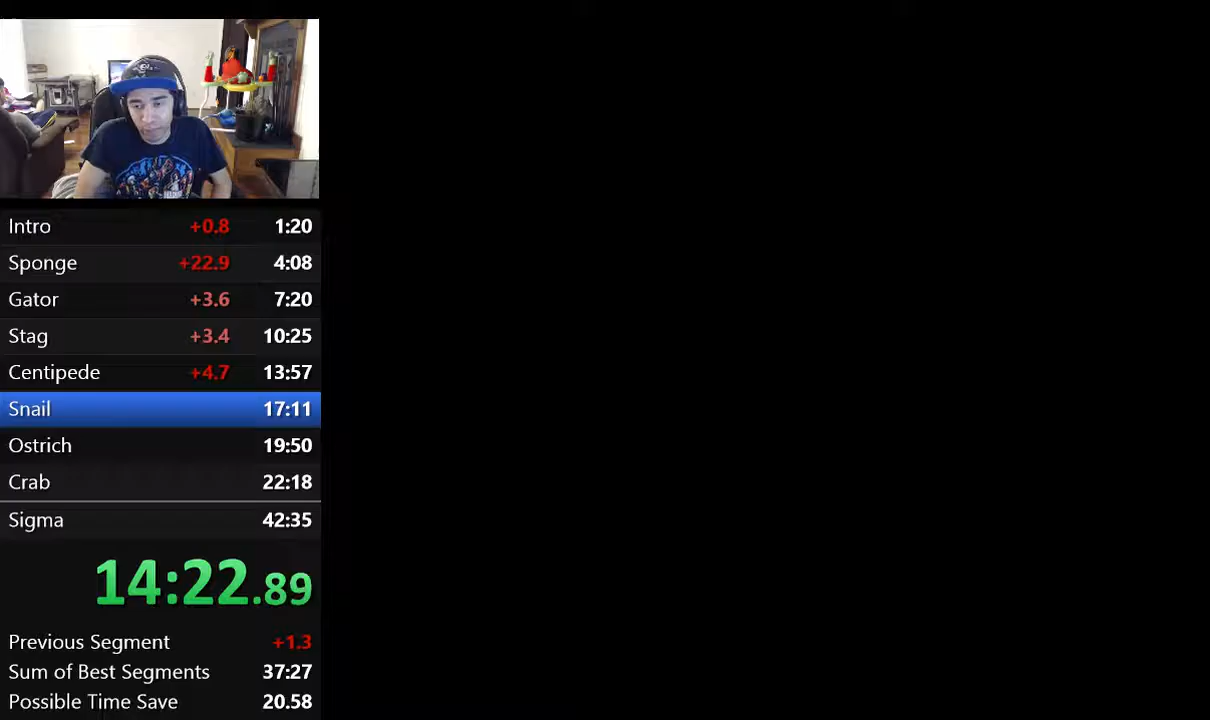 Intro +0.8 1:20
Sponge +22.9 4:08
Gator +3.6 7:20
Stag +3.4 10:25
Centipede +4.7 13:57
Snail 17:11
Ostrich 19:50
Crab 22:18
Sigma 42:35
14:22.89
Previous Segment +1.3
Sum of Best Segments 37:27
Possible Time Save 20.58